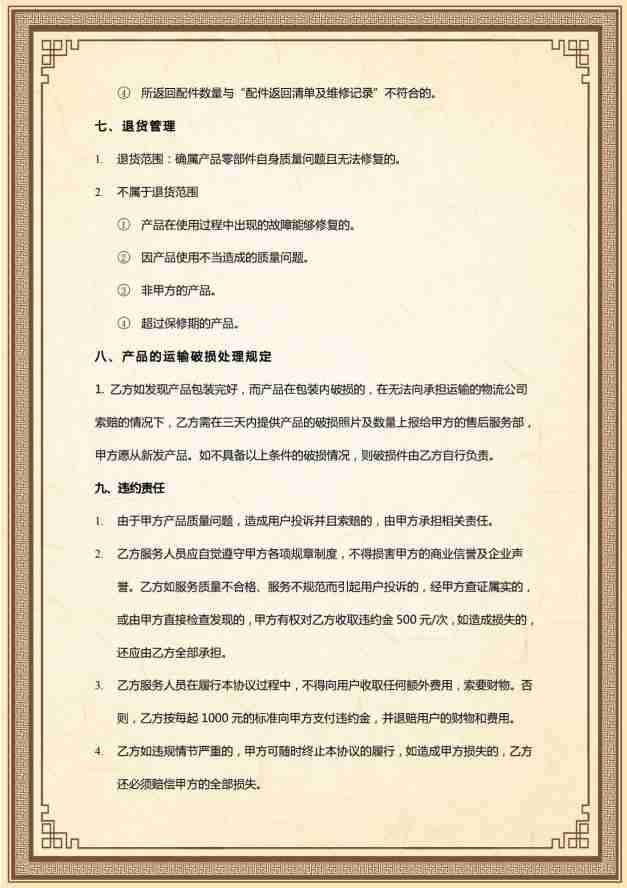 ④ 所返回配件数量与“配件返回清单及维修记录”不符合的。
七、退货管理
1. 退货范围：确属产品零部件自身质量问题且无法修复的。
2. 不属于退货范围
① 产品在使用过程中出现的故障能够修复的。
② 因产品使用不当造成的质量问题。
③ 非甲方的产品。
④ 超过保修期的产品。
八、产品的运输破损处理规定
1. 乙方如发现产品包装完好，而产品在包装内破损的，在无法向承担运输的物流公司
索赔的情况下，乙方需在三天内提供产品的破损照片及数量上报给甲方的售后服务部，
甲方愿从新发产品。如不具备以上条件的破损情况，则破损件由乙方自行负责。
九、违约责任
1. 由于甲方产品质量问题，造成用户投诉并且索赔的，由甲方承担相关责任。
2. 乙方服务人员应自觉遵守甲方各项规章制度，不得损害甲方的商业信誉及企业声
誉。乙方如服务质量不合格、服务不规范而引起用户投诉的，经甲方查证属实的，
或由甲方直接检查发现的，甲方有权对乙方收取违约金 500 元/次，如造成损失的，
还应由乙方全部承担。
3. 乙方服务人员在履行本协议过程中，不得向用户收取任何额外费用，索要财物。否
则，乙方按每起 1000 元的标准向甲方支付违约金，并退赔用户的财物和费用。
4. 乙方如违规情节严重的，甲方可随时终止本协议的履行，如造成甲方损失的，乙方
还必须赔偿甲方的全部损失。